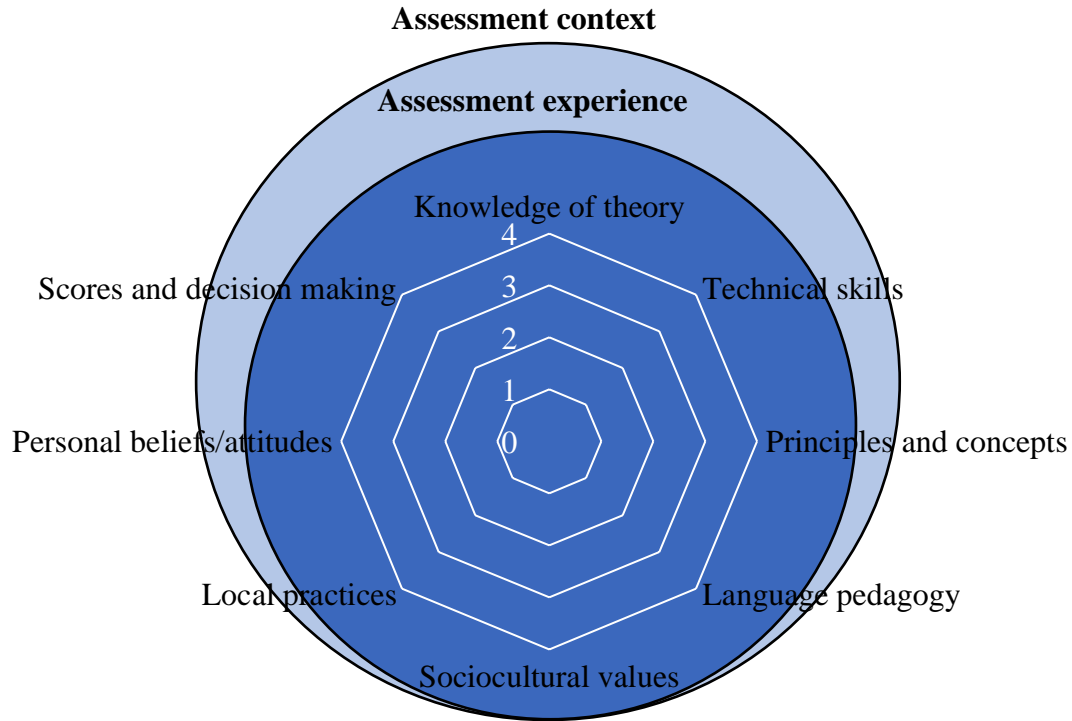 Assessment context
Assessment experience
Knowledge of theory
4
Scores and decision making
3
Technical skills
2
1
Personal beliefs/attitudes
0
Principles and concepts
Local practices
Language pedagogy
Sociocultural values